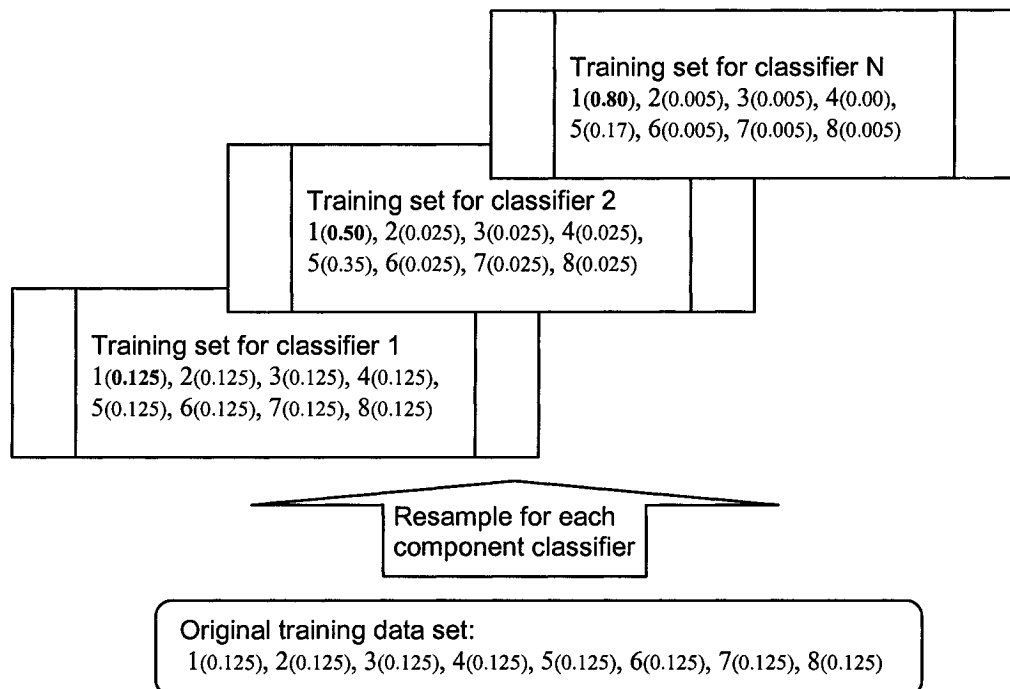 Training set for classifier N
1(0.80), 2(0.005), 3(0.005), 4(0.00),
5(0.17), 6(0.005), 7(0.005), 8(0.005)
Training set for classifier 2
1(0.50), 2(0.025), 3(0.025), 4(0.025),
5(0.35), 6(0.025), 7(0.025), 8(0.025)
Training set for classifier 1
1(0.125), 2(0.125), 3(0.125), 4(0.125),
5(0.125), 6(0.125), 7(0.125), 8(0.125)
Resample for each
component classifier
Original training data set:
1(0.125), 2(0.125), 3(0.125), 4(0.125), 5(0.125), 6(0.125), 7(0.125), 8(0.125)